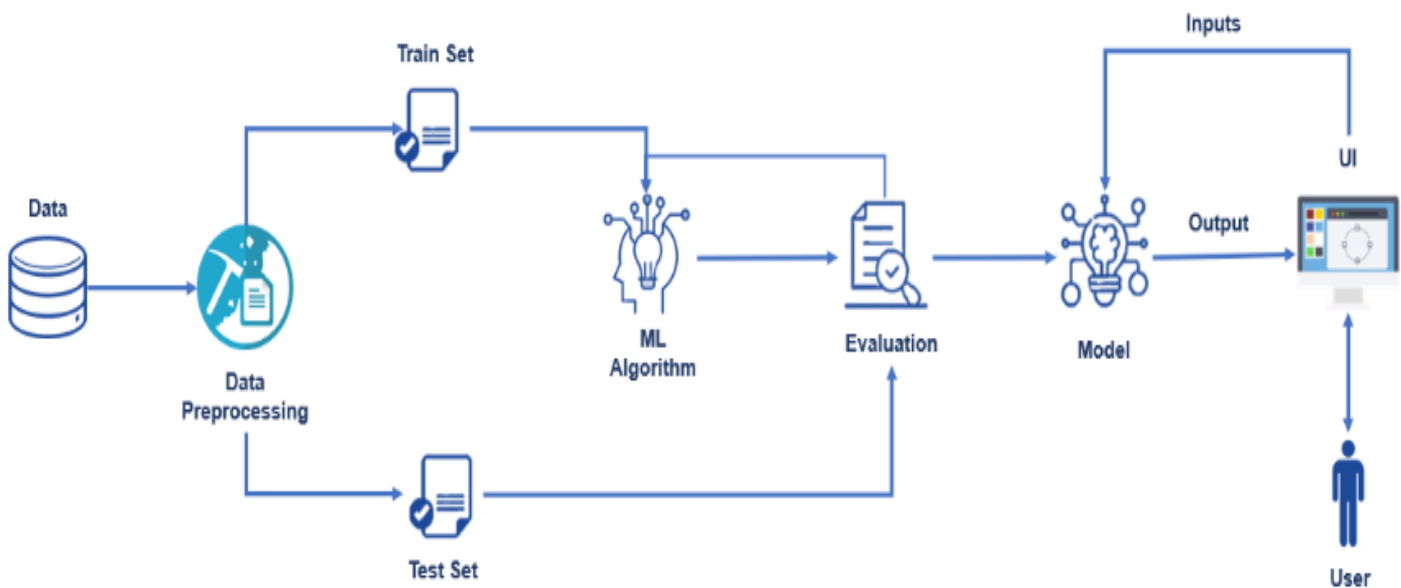 Inputs
Train Set
UI
Data
Output
ML
Algorithm
Evaluation
Model
Data
Preprocessing
Test Set
User